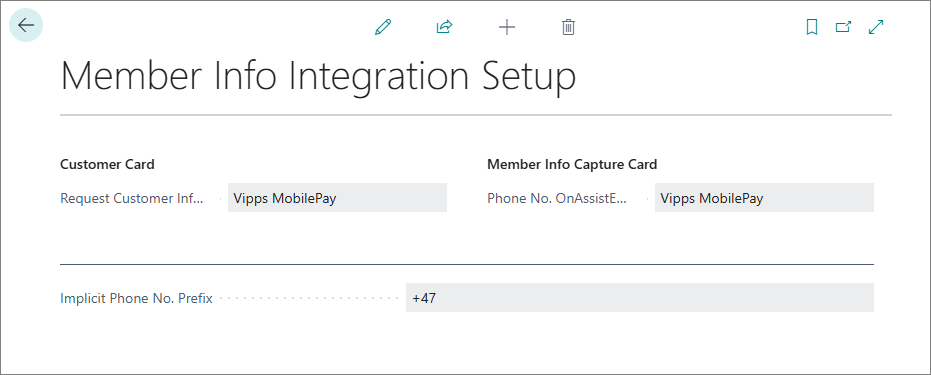 Member Info Integration Setup
Customer Card
Member Info Capture Card
Request Customer Inf... Vipps MobilePay
Phone No. OnAssistE... Vipps MobilePay
Implicit Phone No. Prefix +47